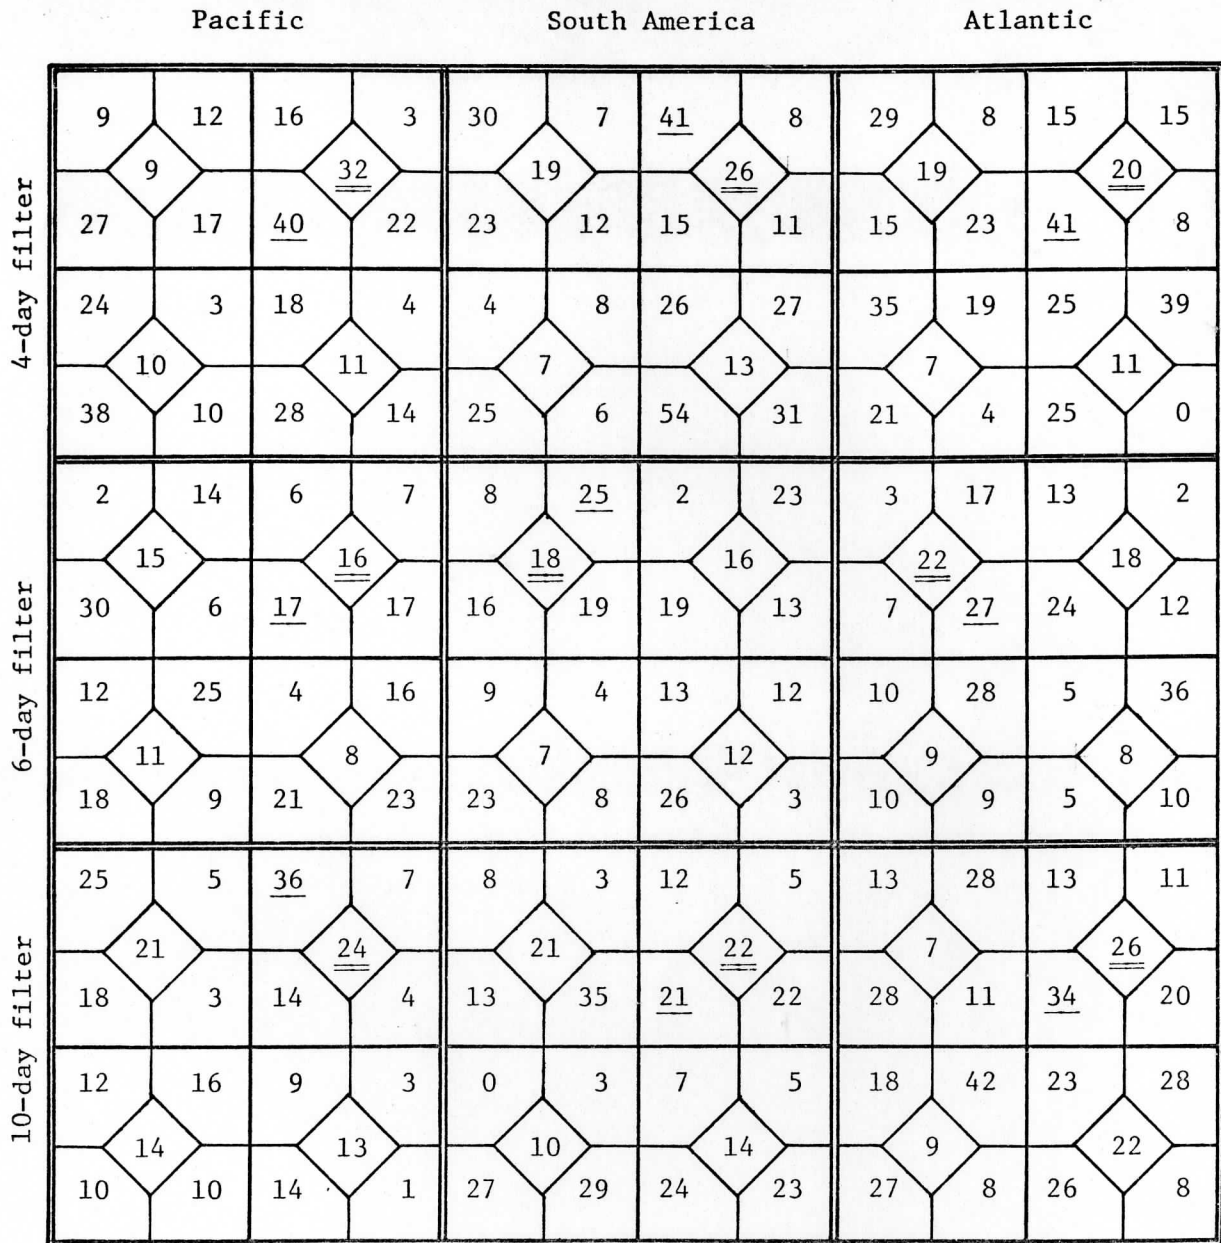 Pacific South America Atlantic
4-day filter
9 12 16 3 30 7 41 8 29 8 15 15
9 32 19 26 19 20
27 17 40 22 23 12 15 11 15 23 41 8
24 3 18 4 4 8 26 27 35 19 25 39
10 11 7 13 7 11
38 10 28 14 25 6 54 31 21 4 25 0
6-day filter
2 14 6 7 8 25 2 23 3 17 13 2
15 16 18 16 22 18
30 6 17 17 16 19 19 13 7 27 24 12
12 25 4 16 9 4 13 12 10 28 5 36
11 8 7 12 9 8
18 9 21 23 23 8 26 3 10 9 5 10
10-day filter
25 5 36 7 8 3 12 5 13 28 13 11
21 24 21 22 7 26
18 3 14 4 13 35 21 22 28 11 34 20
12 16 9 3 0 3 7 5 18 42 23 28
14 13 10 14 9 22
10 10 14 1 27 29 24 23 27 8 26 8